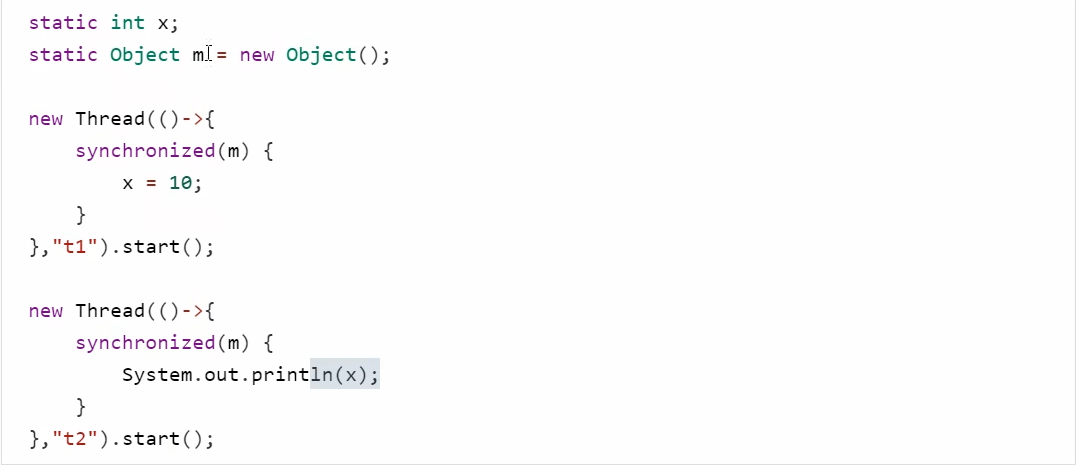 static int x;
static Object m = new Object();
new Thread(()->{
    synchronized(m) {
        x = 10;
    }
},"t1").start();
new Thread(()->{
    synchronized(m) {
        System.out.println(x);
    }
},"t2").start();